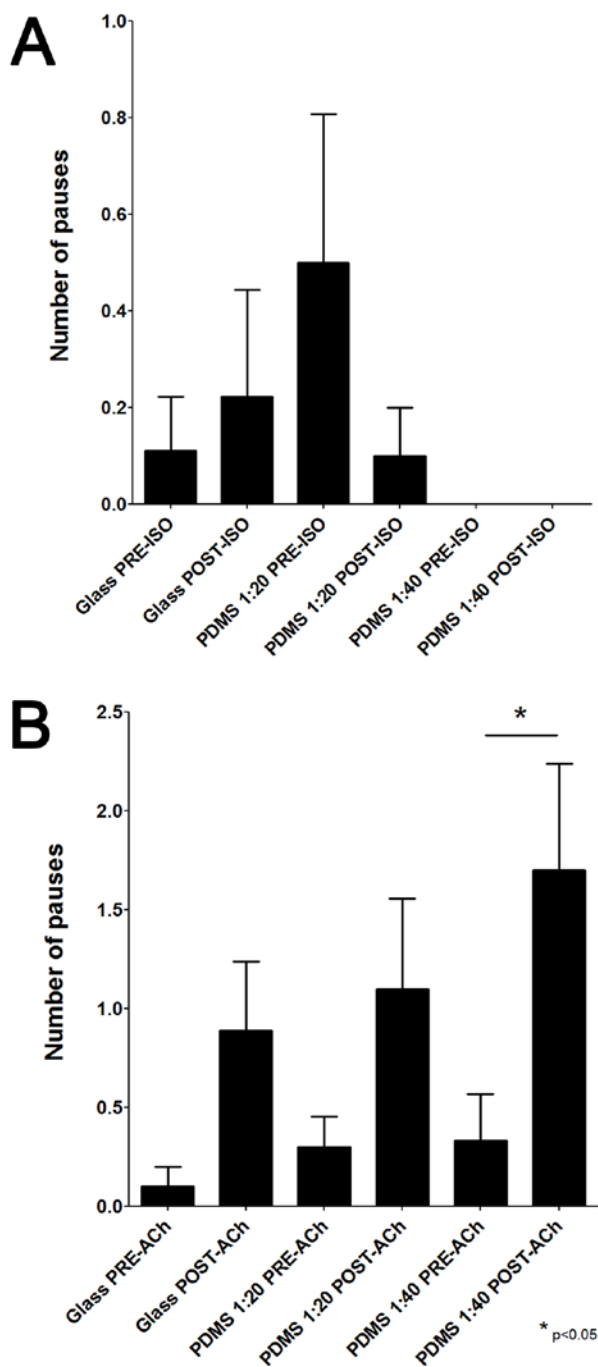 A
Number of pauses
1.0
0.8
0.6
0.4
0.2
0.0
Glass PRE-ISO
Glass POST-ISO
PDMS 1:20 PRE-ISO
PDMS 1:20 POST-ISO
PDMS 1:40 PRE-ISO
PDMS 1:40 POST-ISO
B
Number of pauses
2.5
2.0
1.5
1.0
0.5
0.0
*
Glass PRE-ACh
Glass POST-ACh
PDMS 1:20 PRE-ACh
PDMS 1:20 POST-ACh
PDMS 1:40 PRE-ACh
PDMS 1:40 POST-ACh
* p<0.05